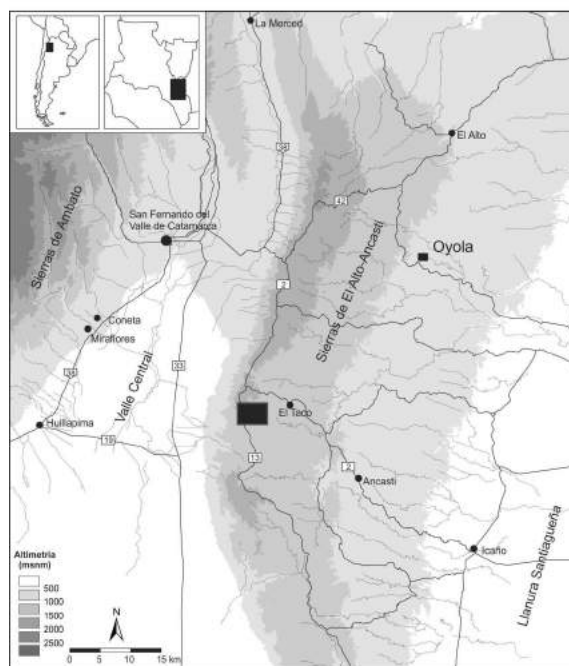 La Merced
El Alto
38
42
San Fernando del
Valle de Catamarca
Sierras de Ambato
Oyola
2
Sierras de El Alto-Ancasti
Coneta
Miraflores
Valle Central
33
38
El Taco
Huillapima
19
13
2
Ancasti
Icaño
Llanura Santiagueña
Altimetría
(msnm)
500
1000
1500
2000
2500
N
0 5 10 15 km